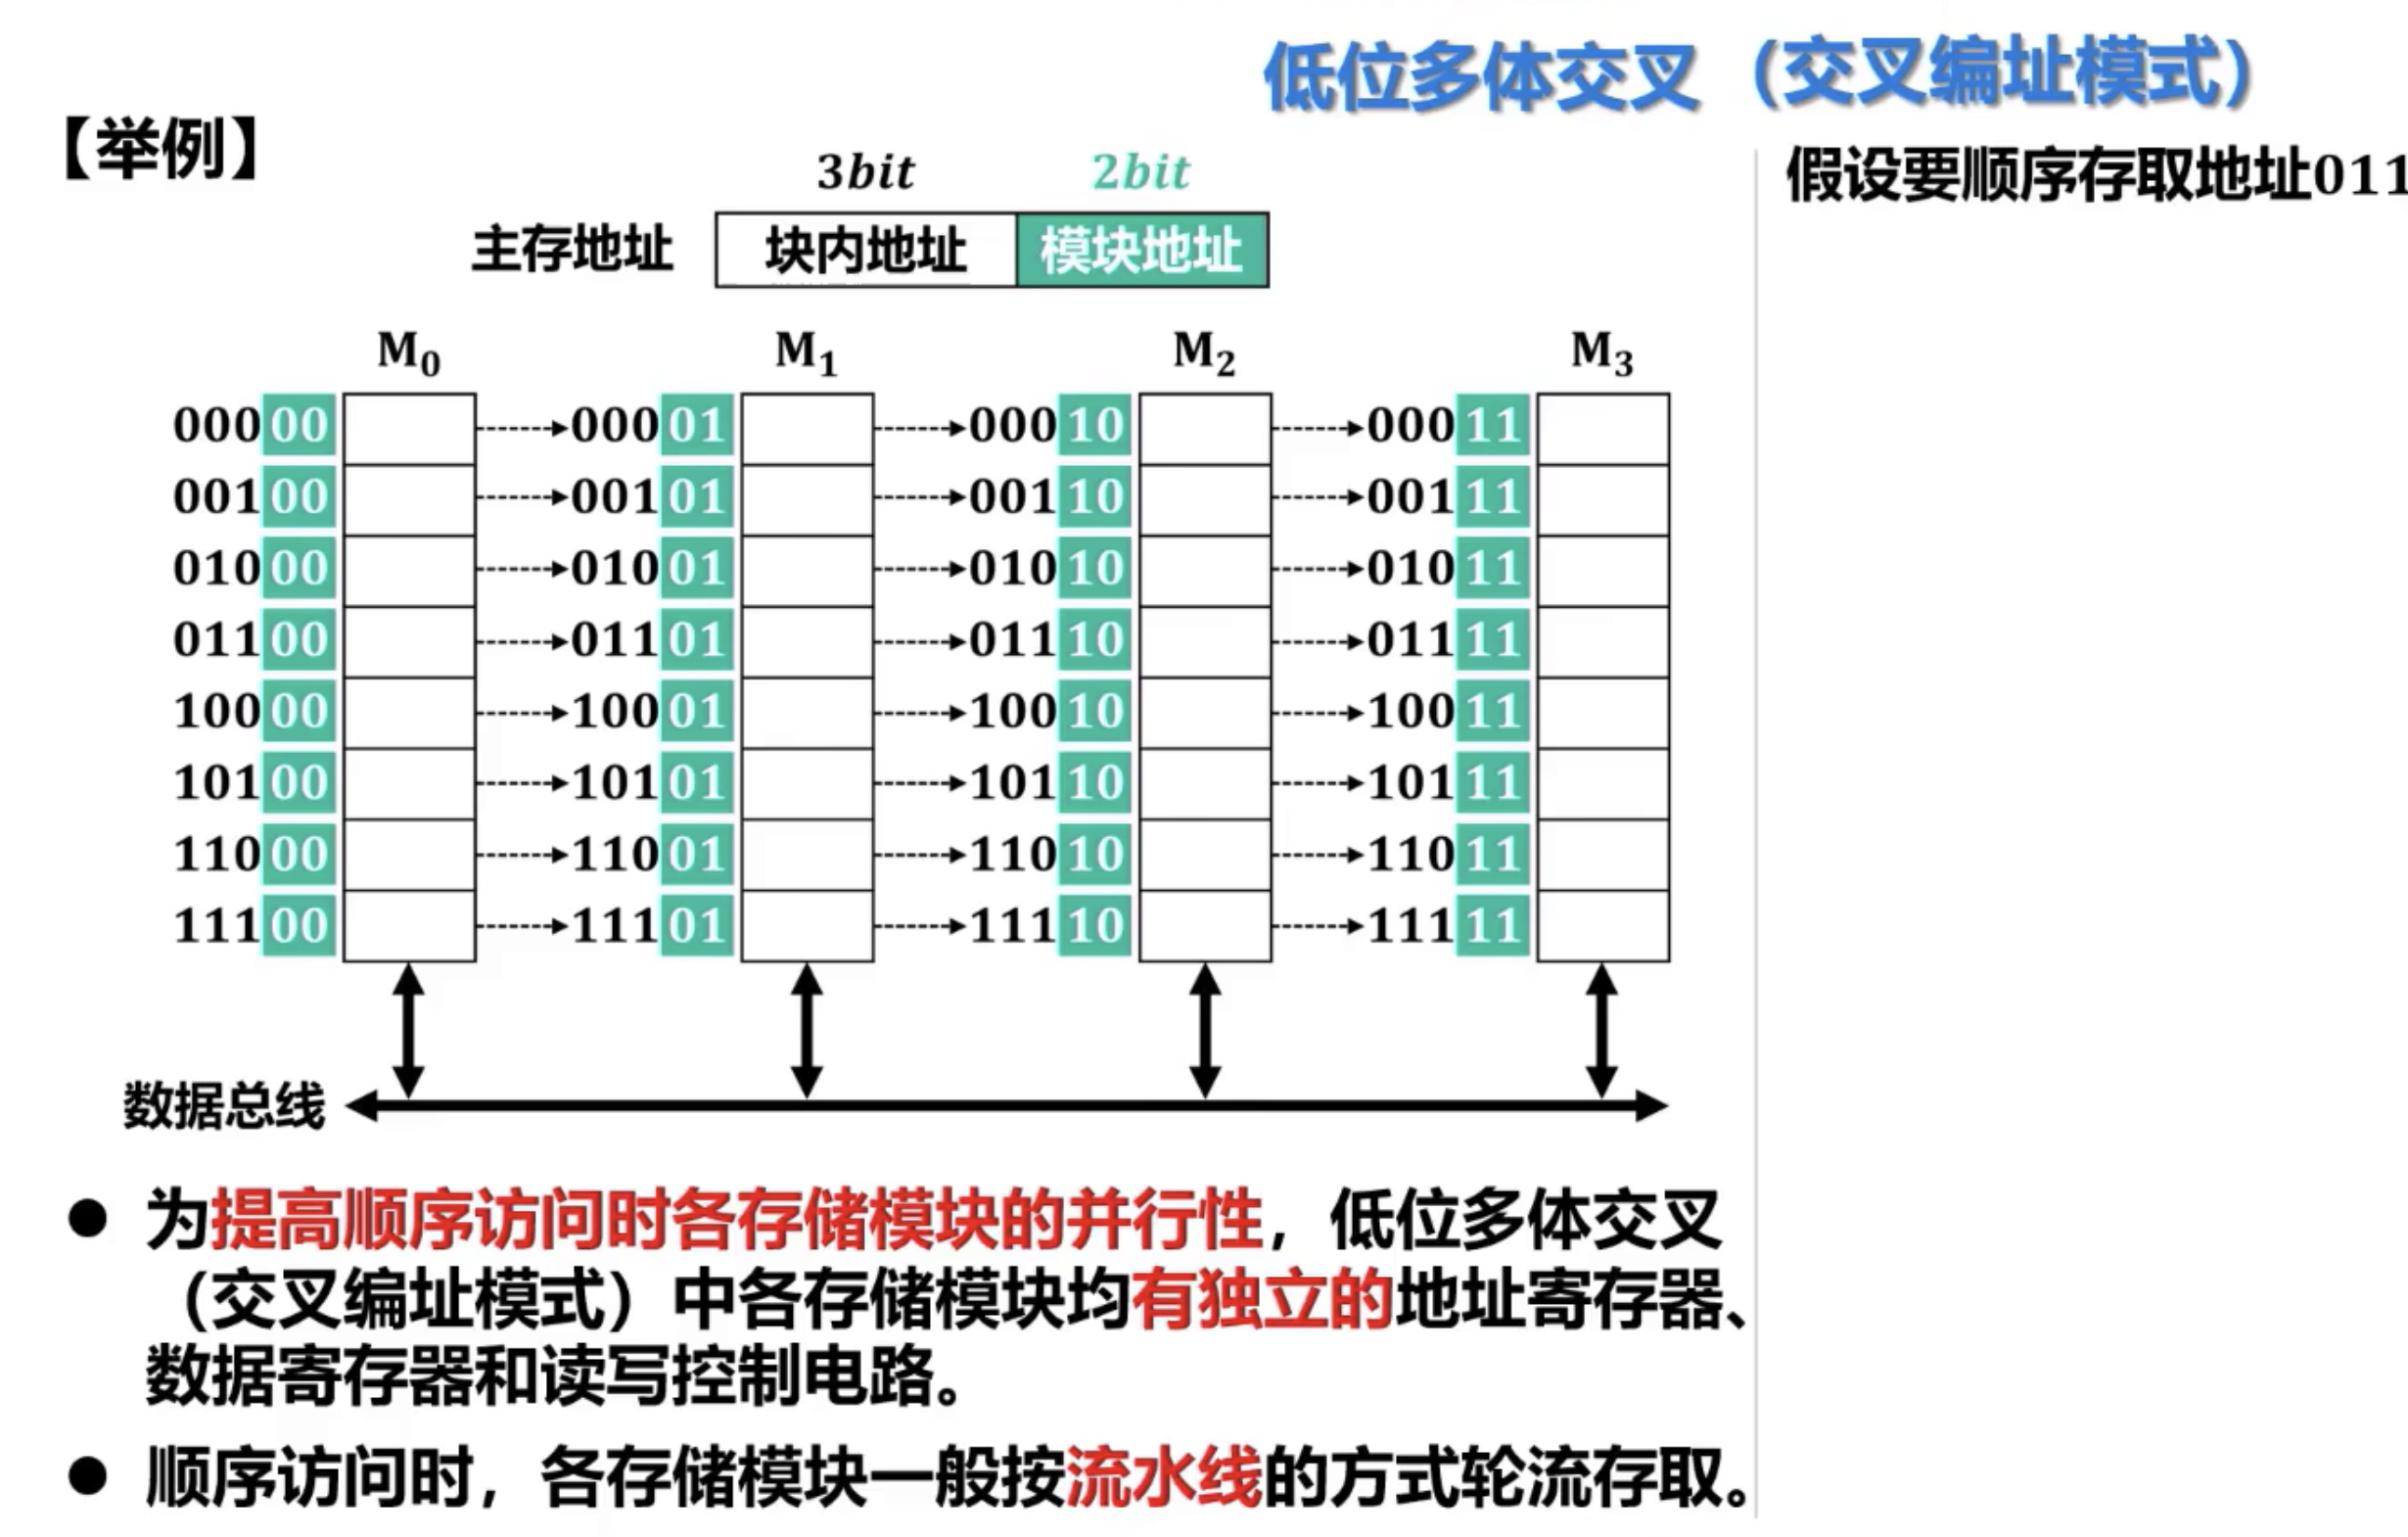 低位多体交叉（交叉编址模式）
【举例】
3bit 2bit
主存地址 块内地址 模块地址
M0 M1 M2 M3
00000 00001 00010 00011
00100 00101 00110 00111
01000 01001 01010 01011
01100 01101 01110 01111
10000 10001 10010 10011
10100 10101 10110 10111
11000 11001 11010 11011
11100 11101 11110 11111
数据总线
● 为提高顺序访问时各存储模块的并行性，低位多体交叉
（交叉编址模式）中各存储模块均有独立的地址寄存器、
数据寄存器和读写控制电路。
● 顺序访问时，各存储模块一般按流水线的方式轮流存取。
假设要顺序存取地址011